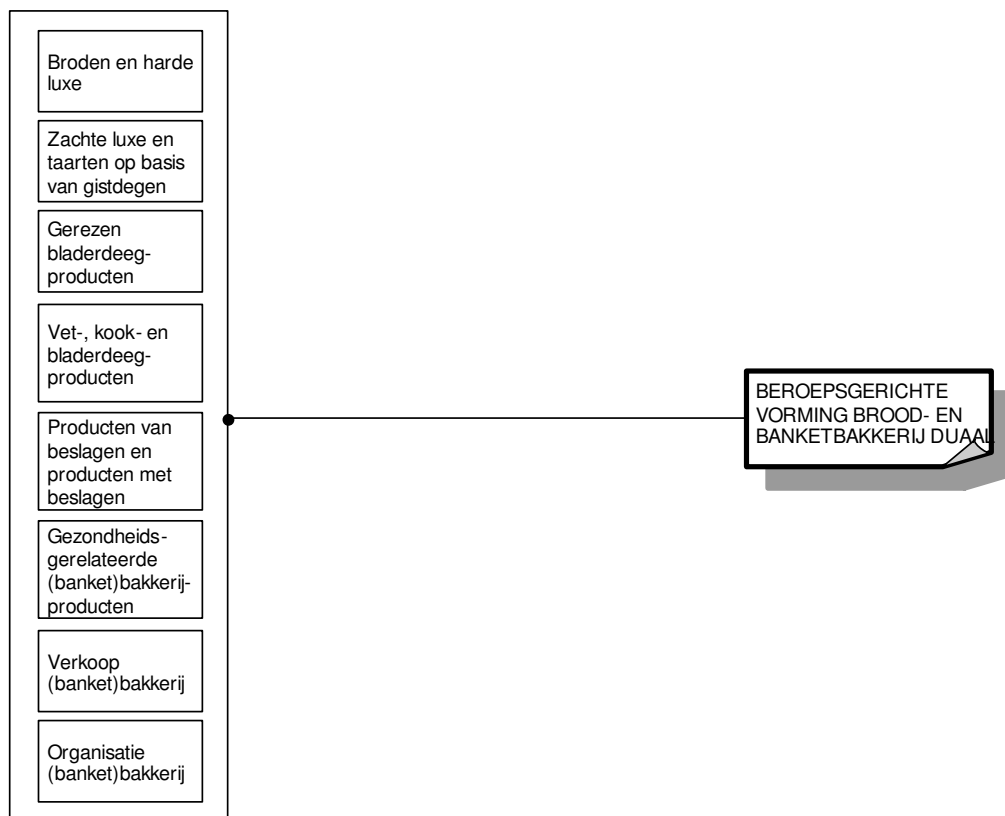 Broden en harde
luxe
Zachte luxe en
taarten op basis
van gistdegen
Gerezen
bladerdeeg-
producten
Vet-, kook- en
bladerdeeg-
producten
Producten van
beslagen en
producten met
beslagen
Gezondheids-
gerelateerde
(banket)bakkerij-
producten
Verkoop
(banket)bakkerij
Organisatie
(banket)bakkerij
BEROEPSGERICHTE
VORMING BROOD- EN
BANKETBAKKERIJ DUAAL